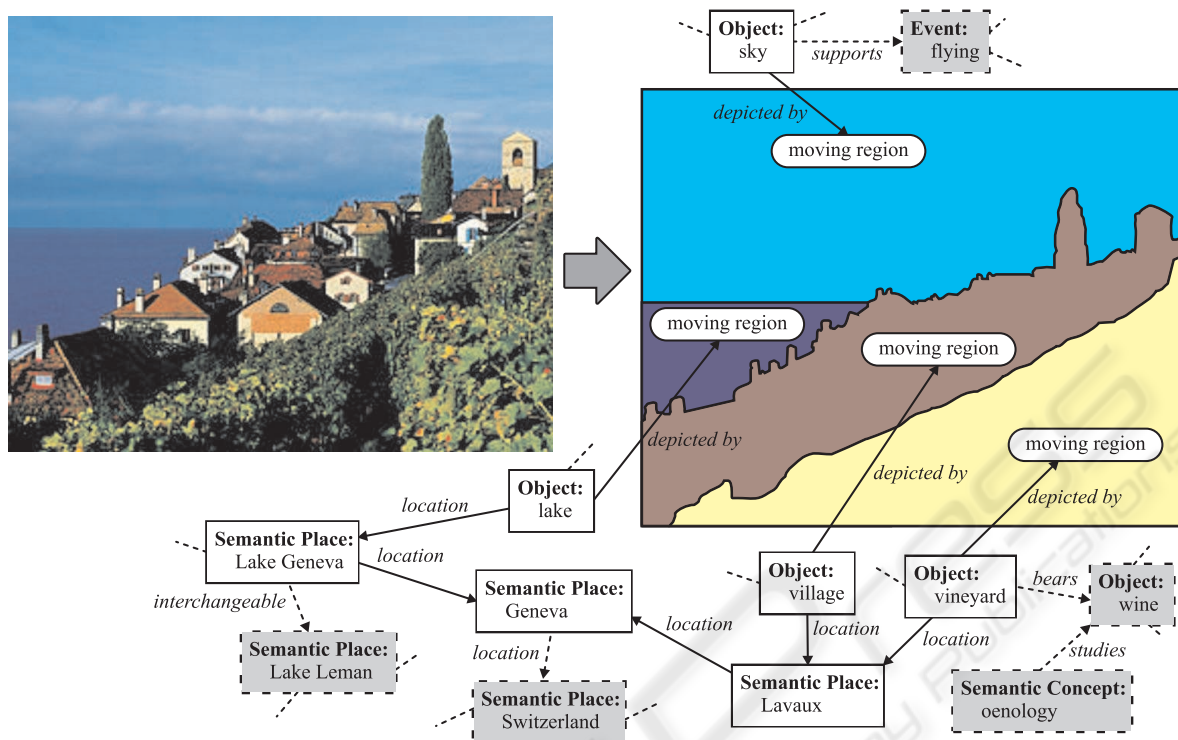 Object:
sky
supports
Event:
flying
depicted by
moving region
moving region
moving region
depicted by
moving region
depicted by
depicted by
Object:
lake
location
Semantic Place:
Lake Geneva
location
interchangeable
Semantic Place:
Lake Leman
Semantic Place:
Geneva
location
Semantic Place:
Switzerland
location
Object:
village
location
Object:
vineyard
bears
Object:
wine
location
studies
Semantic Place:
Lavaux
Semantic Concept:
oenology